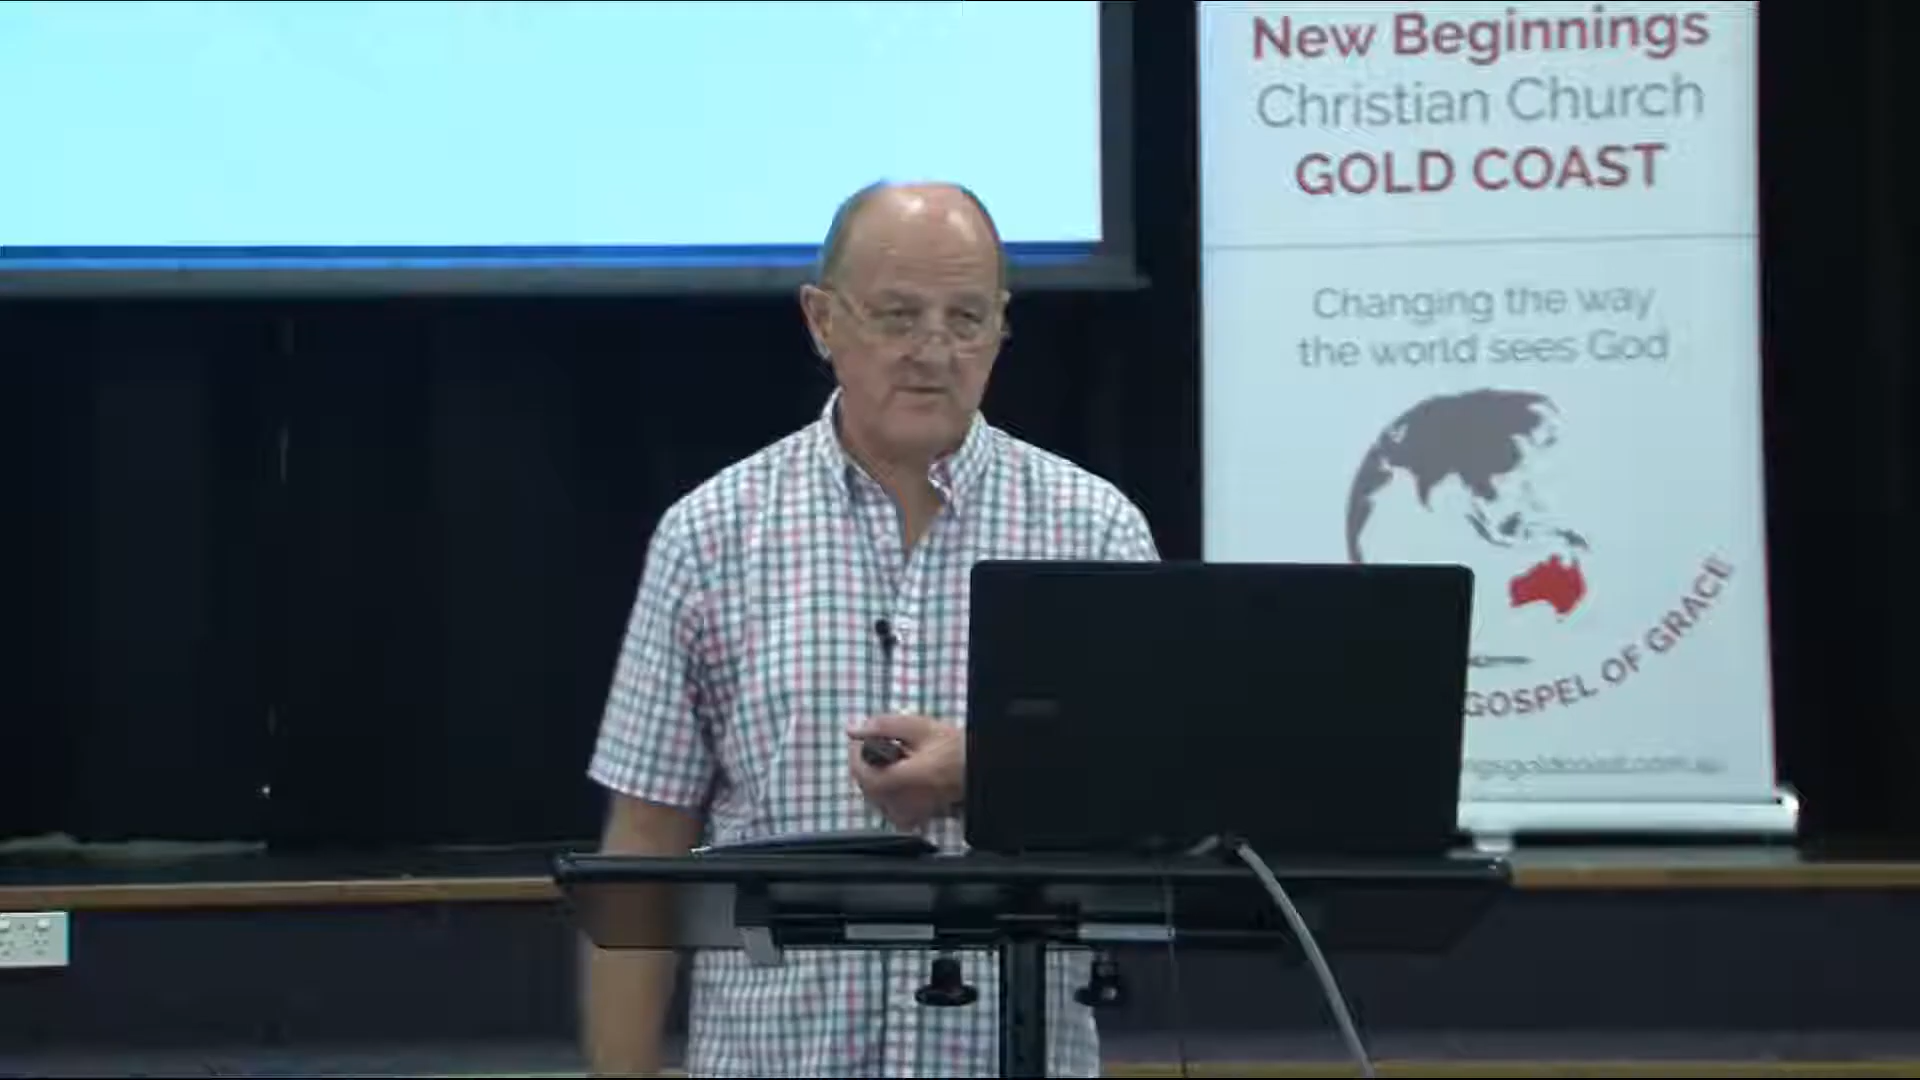 New Beginnings
Christian Church
GOLD COAST
Changing the way
the world sees God
GOSPEL OF GRACE